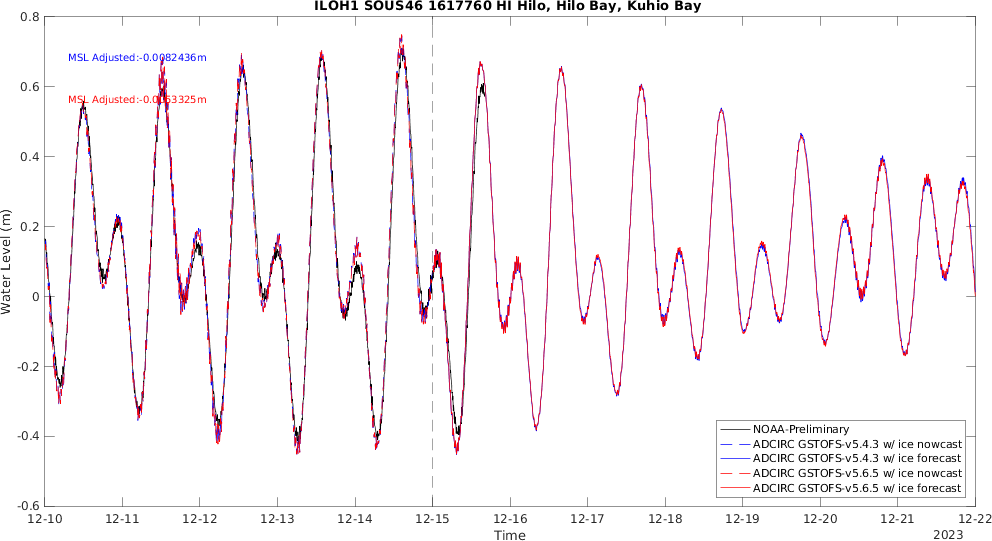 ILOH1 SOUS46 1617760 HI Hilo, Hilo Bay, Kuhio Bay
0.8
0.6
0.4
0.2
0
-0.2
-0.4
-0.6
Water Level (m)
MSL Adjusted:-0.0082436m
NOAA-Preliminary
ADCIRC GSTOFS-v5.4.3 w/ ice nowcast
ADCIRC GSTOFS-v5.4.3 w/ ice forecast
ADCIRC GSTOFS-v5.6.5 w/ ice nowcast
ADCIRC GSTOFS-v5.6.5 w/ ice forecast
MSL Adjusted:
12-10 12-11 12-12 12-13 12-14 12-15 12-16 12-17 12-18 12-19 12-20 12-21 12-22
Time
2023